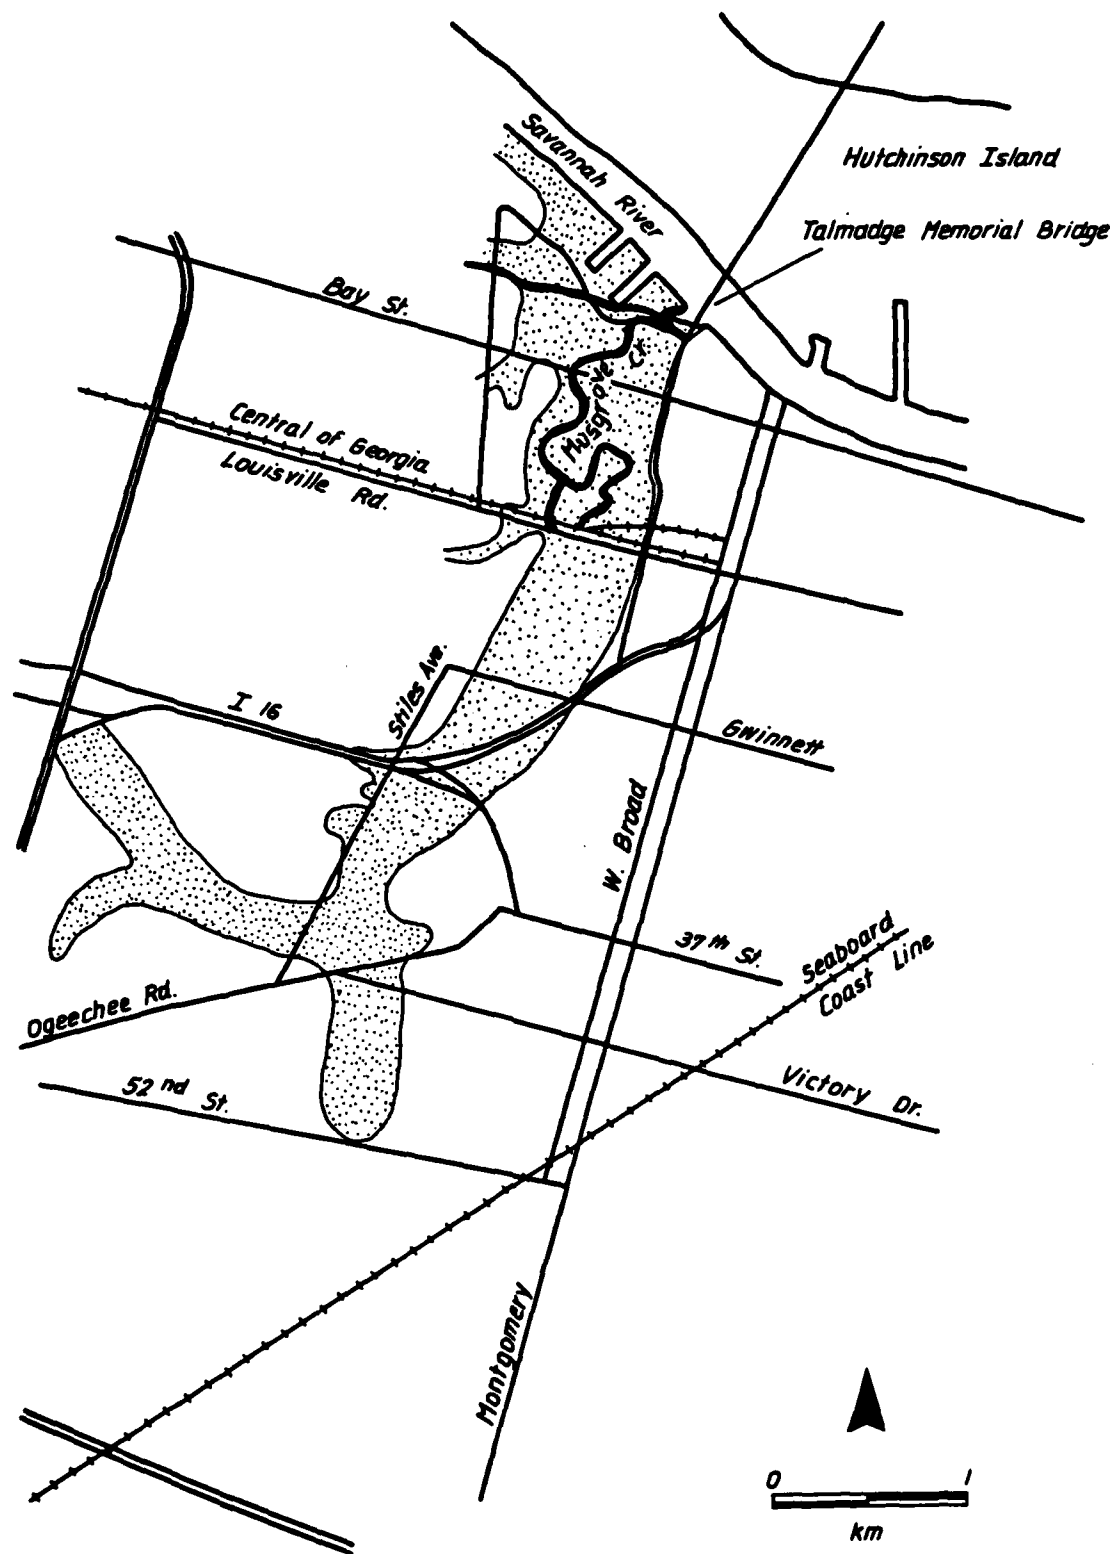 Savannah River
Hutchinson Island
Talmadge Memorial Bridge
Bay St.
Musgrove Ck.
Central of Georgia
Louisville Rd.
Stiles Ave.
I 16
Gwinnett
W. Broad
37th St.
Seaboard
Coast Line
Ogeechee Rd.
52nd St.
Victory Dr.
Montgomery
0 1
km